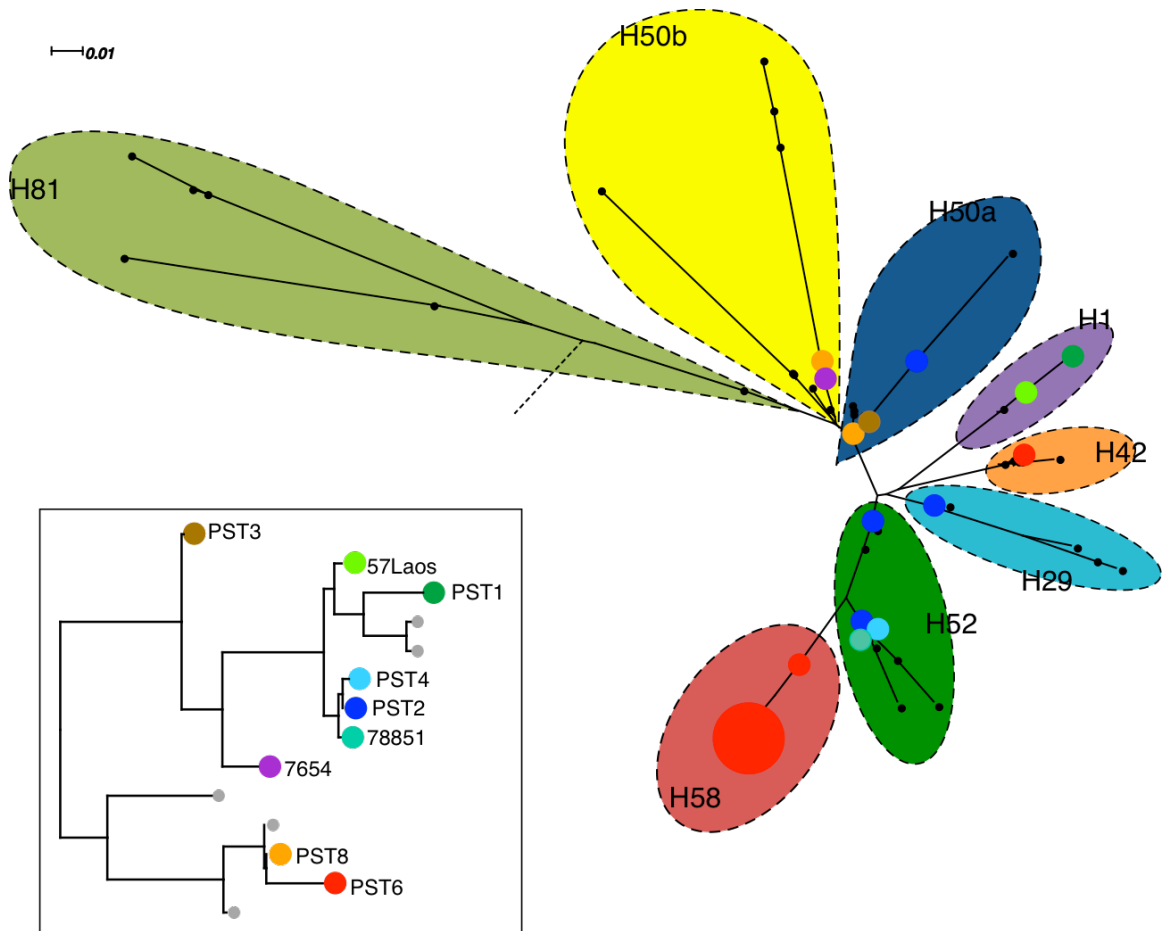 H50b
0.01
H81
H50a
H1
H42
H29
H52
H58
PST3
57Laos
PST1
PST4
PST2
78851
7654
PST8
PST6